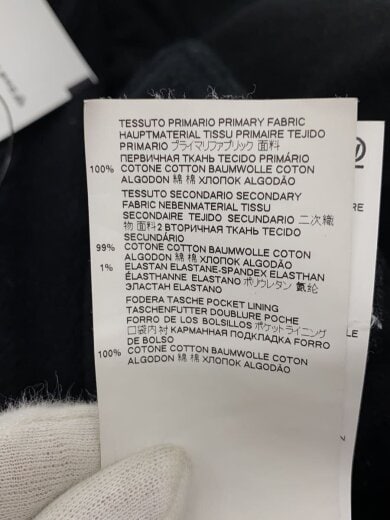 TESSUTO PRIMARIO PRIMARY FABRIC
HAUPTMATERIAL TISSU PRIMAIRE TEJIDO
PRIMARIO プライマリファブリック 面料
ПЕРВИЧНАЯ ТКАНЬ TECIDO PRIMÁRIO
100% COTONE COTTON BAUMWOLLE COTON
ALGODON 綿 棉 ХЛОПОК ALGODÃO
TESSUTO SECONDARIO SECONDARY
FABRIC NEBENMATERIAL TISSU
SECONDAIRE TEJIDO SECUNDARIO 二次織
物 面料2 ВТОРИЧНАЯ ТКАНЬ TECIDO
SECUNDÁRIO
99% COTONE COTTON BAUMWOLLE COTON
ALGODON 綿 棉 ХЛОПОК ALGODÃO
1% ELASTAN ELASTANE-SPANDEX ELASTHAN
ÉLASTHANNE ELASTANO ポリウレタン 氨纶
ЭЛАСТАН ELASTANO
FODERA TASCHE POCKET LINING
TASCHENFUTTER DOUBLURE POCHE
FORRO DE LOS BOLSILLOS ポケットライニング
口袋内衬 КАРМАННАЯ ПОДКЛАДКА FORRO
DE BOLSO
100% COTONE COTTON BAUMWOLLE COTON
ALGODON 綿 棉 ХЛОПОК ALGODÃO